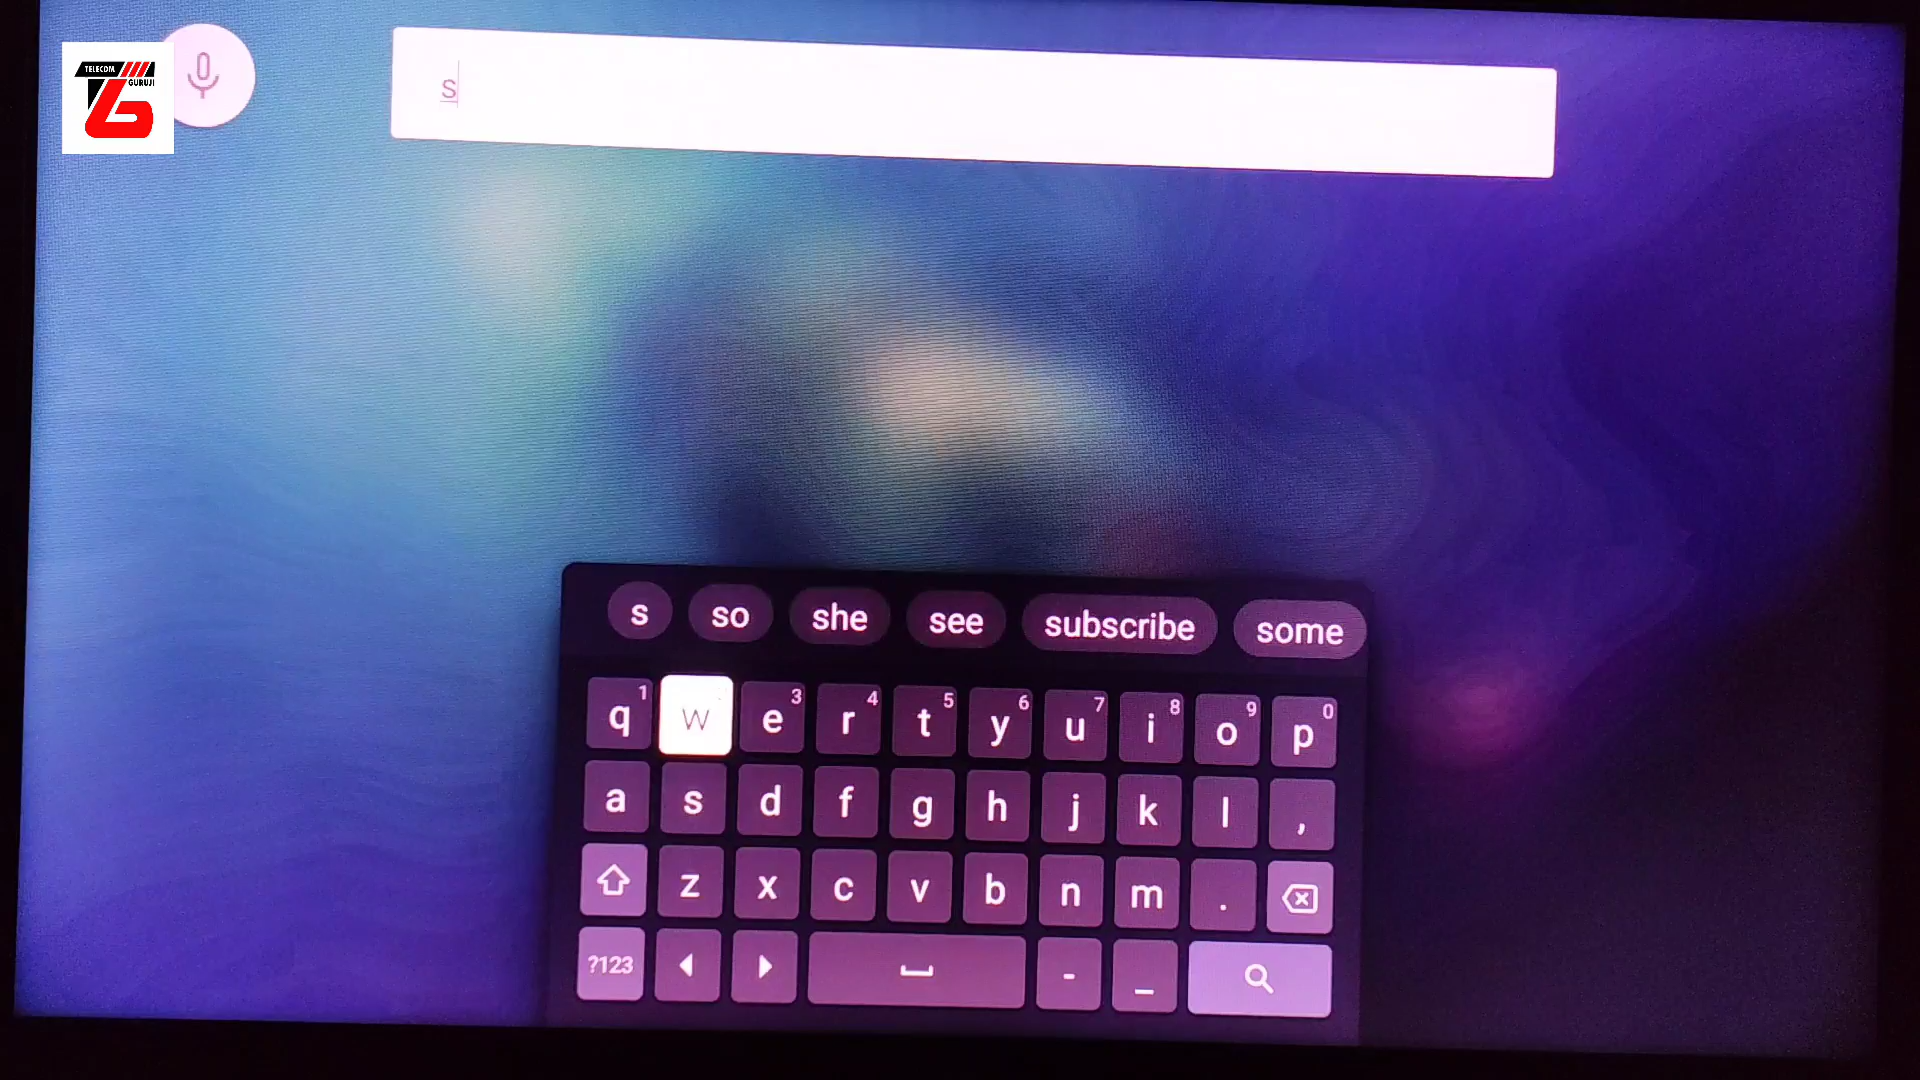 TELECOM
GURUJI
s
s so she see subscribe some
q 1 w e 3 r 4 t 5 y 6 u 7 i 8 o 9 p 0
a s d f g h j k l ,
z x c v b n m .
?123 - _